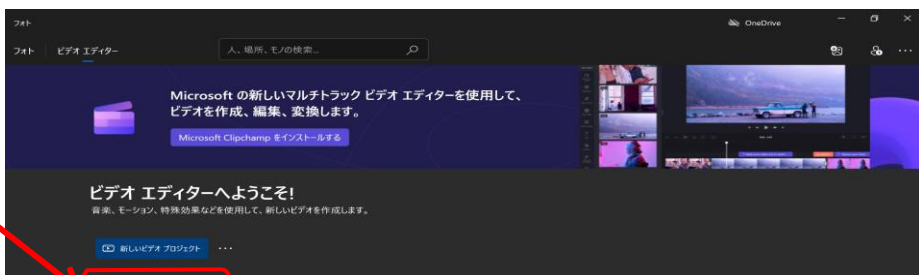 フォト
OneDrive
フォト ビデオ エディター 人、場所、モノの検索...
Microsoft の新しいマルチトラック ビデオ エディターを使用して、
ビデオを作成、編集、変換します。
Microsoft Clipchamp をインストールする
ビデオ エディターへようこそ!
音楽、モーション、特殊効果などを使用して、新しいビデオを作成します。
新しいビデオ プロジェクト ...